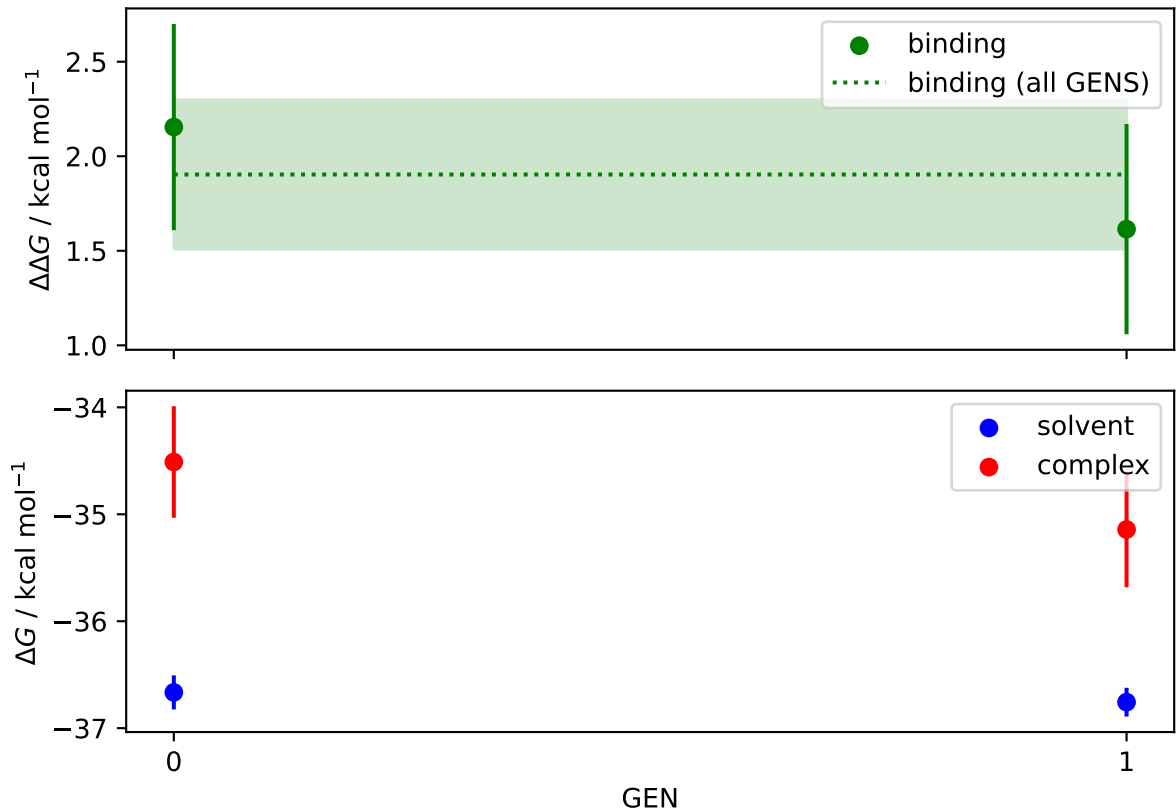 binding
binding (all GENS)
ΔΔG / kcal mol⁻¹
2.5
2.0
1.5
1.0
solvent
complex
ΔG / kcal mol⁻¹
−34
−35
−36
−37
0
1
GEN